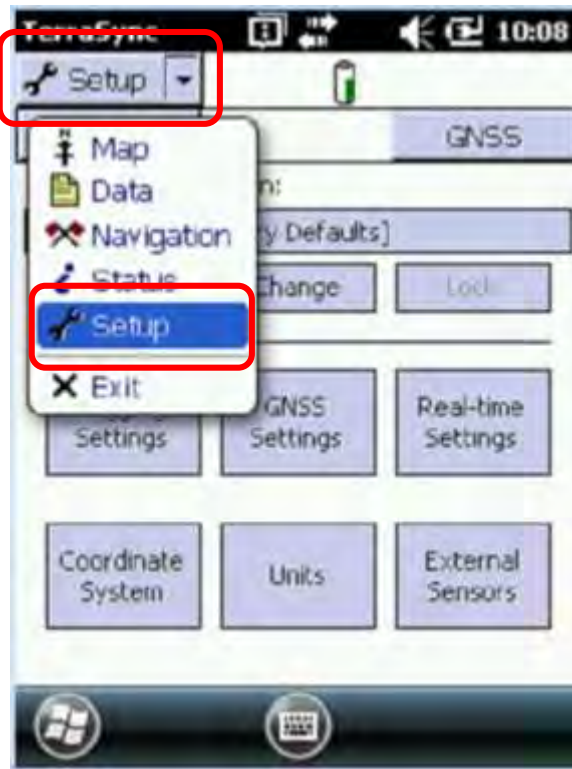 TerraSync 10:08
Setup
GNSS
Map
Data
Navigation
Status
Setup
Exit
n:
y Defaults]
Change
Lock
Settings
GNSS
Settings
Real-time
Settings
Coordinate
System
Units
External
Sensors